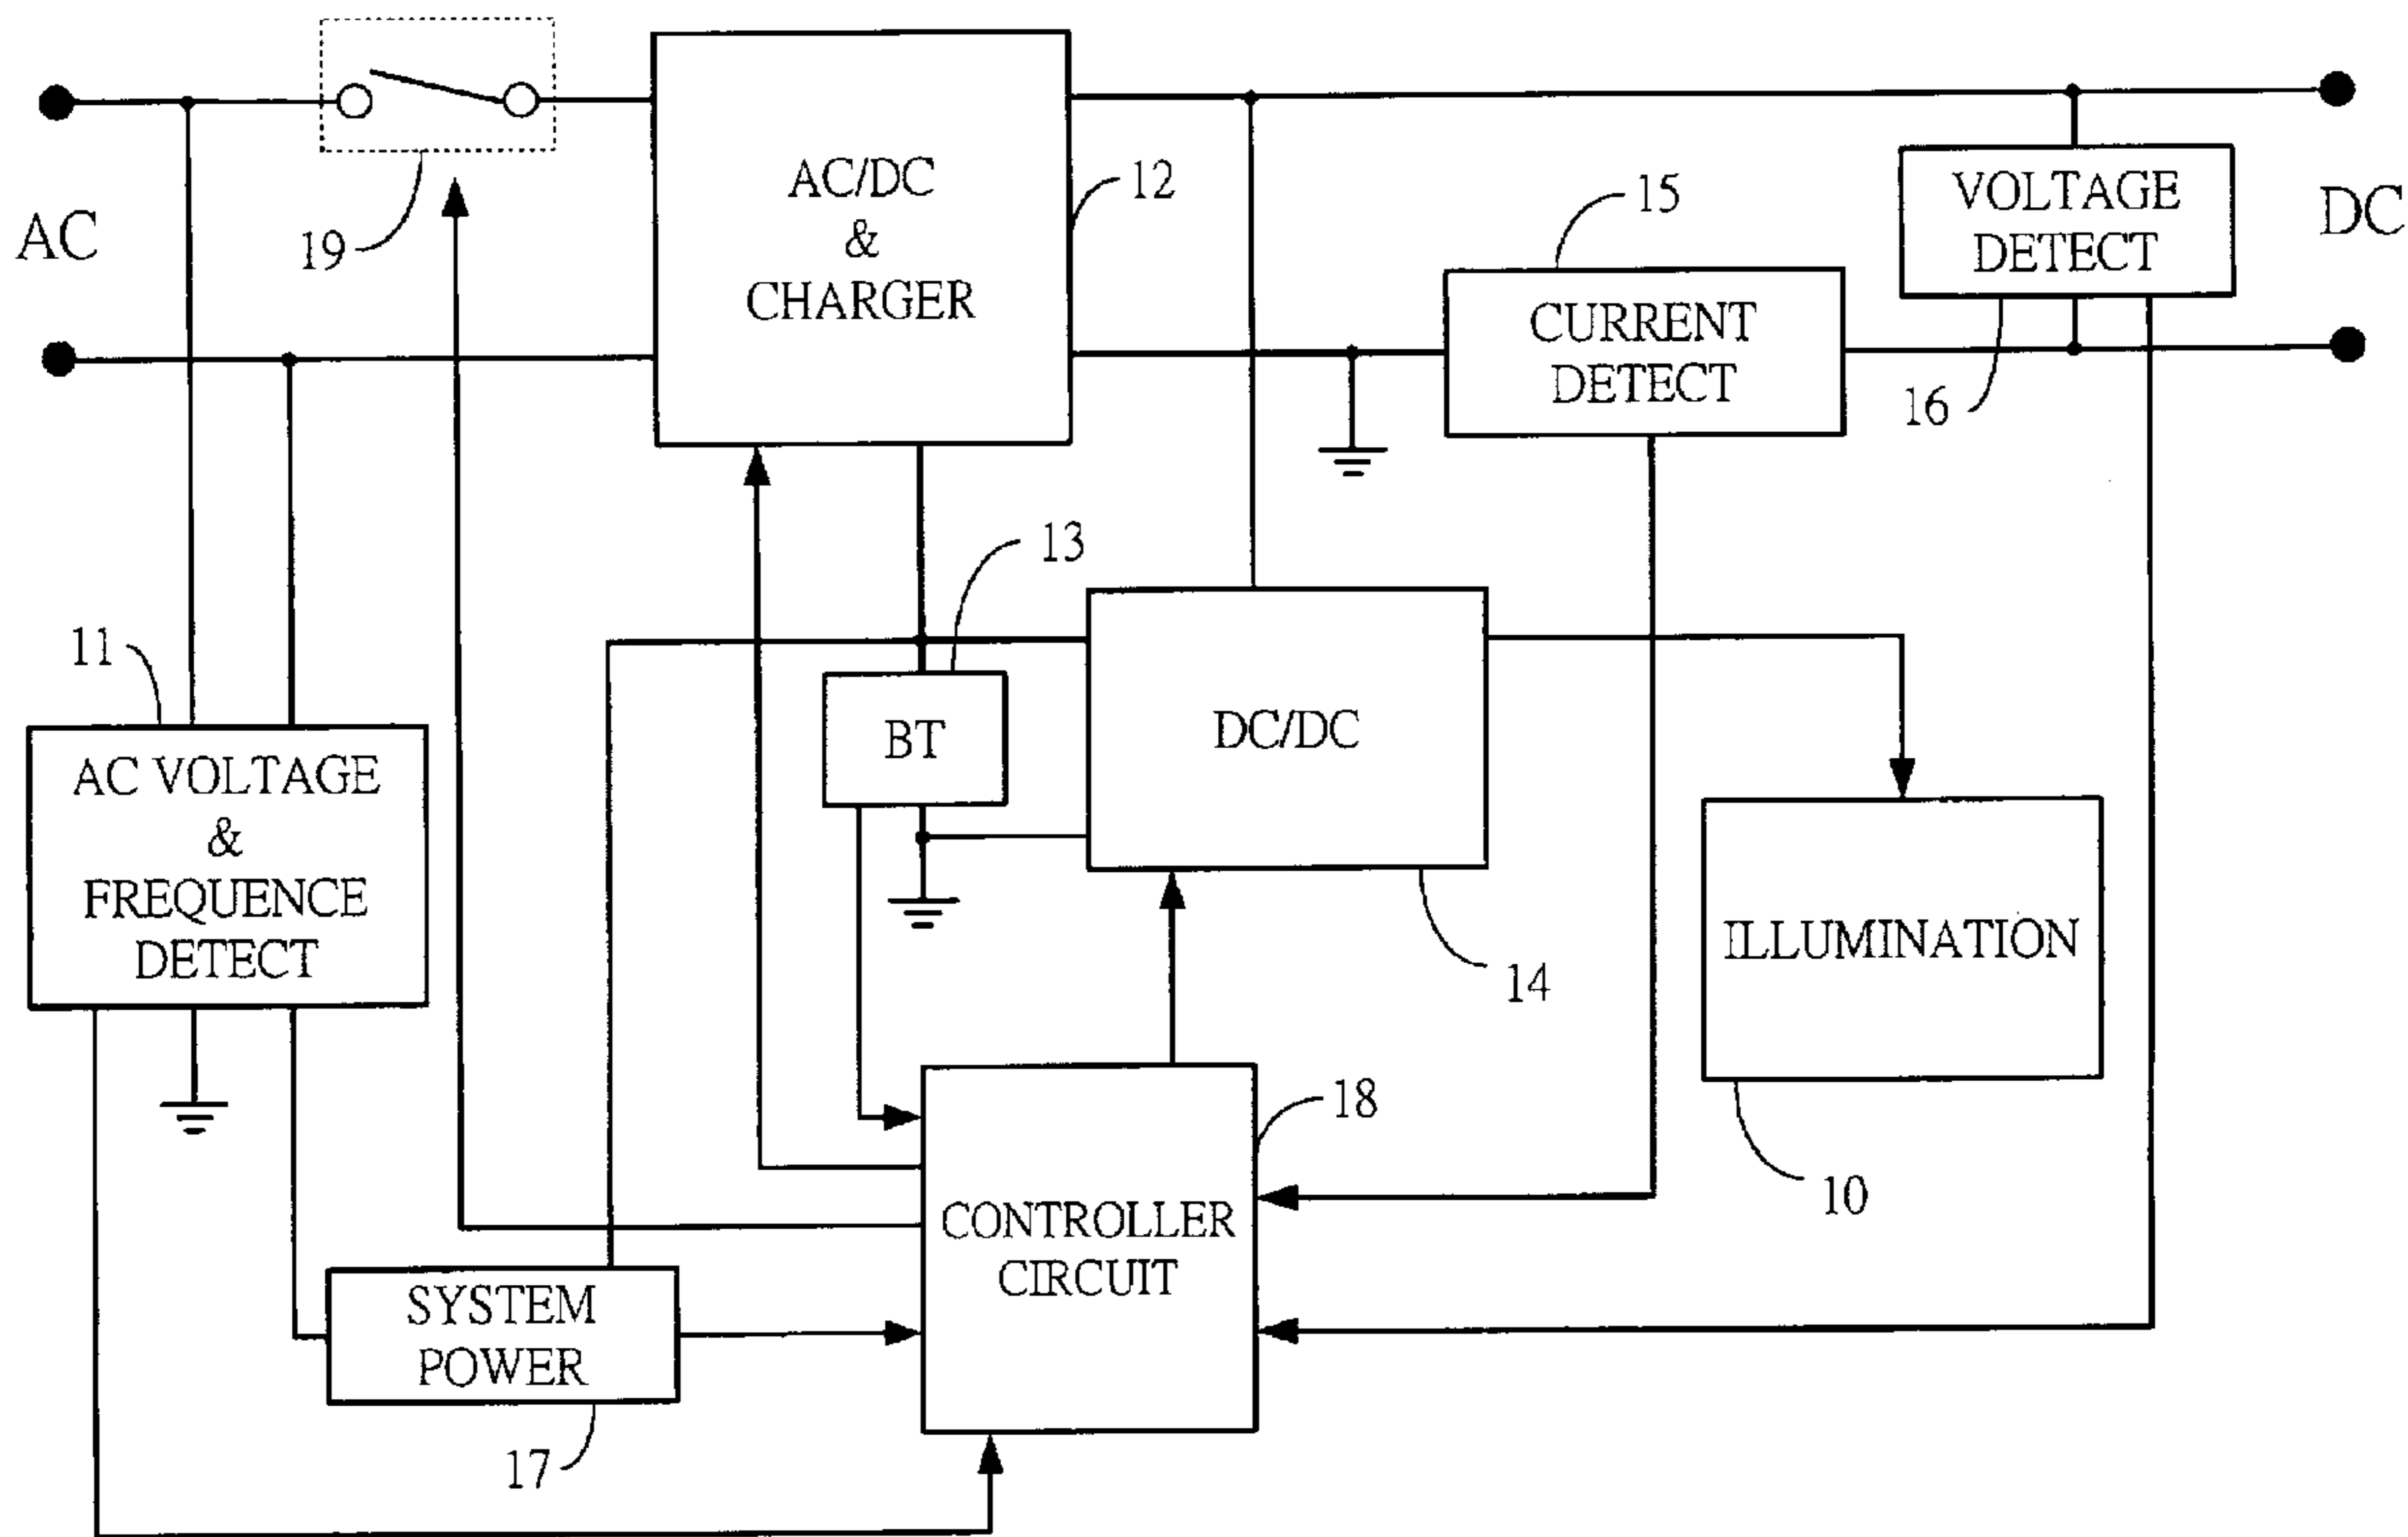 AC
19
AC/DC
&
CHARGER
12
15
CURRENT
DETECT
VOLTAGE
DETECT
16
DC
11
AC VOLTAGE
&
FREQUENCE
DETECT
13
BT
DC/DC
14
ILLUMINATION
10
18
CONTROLLER
CIRCUIT
SYSTEM
POWER
17